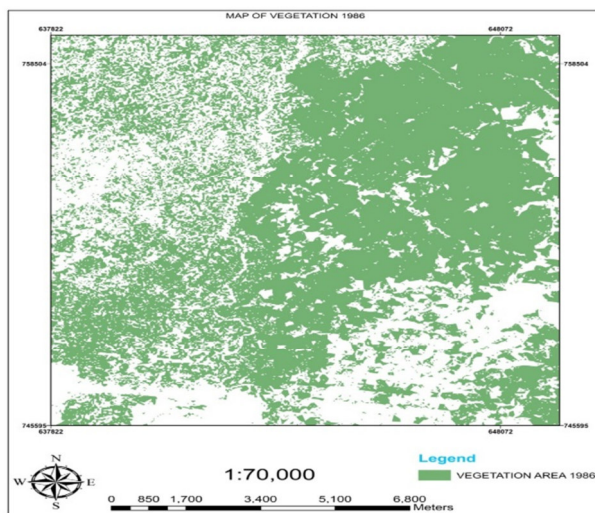 MAP OF VEGETATION 1986
637822 648072
758504 758504
745595 745595
637822 648072
N
W E
S
1:70,000
Legend
VEGETATION AREA 1986
0 850 1,700 3,400 5,100 6,800
Meters